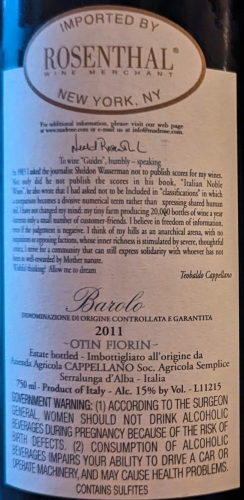 IMPORTED BY
ROSENTHAL®
WINE MERCHANT
NEW YORK, NY
For additional information, please visit our web page
at www.madrose.com or e-mail us at info@madrose.com
To wine "Guides", humbly – speaking
In 1983 I asked the journalist Sheldon Wasserman not to publish scores for my wines.
Not only did he not publish the scores in his book, "Italian Noble
Wines", he also wrote that I had asked not to be included in "classifications" in which
comparison becomes a divisive numerical term rather than expressing shared human
I have not changed my mind: my tiny farm producing 20,000 bottles of wine a year
interests only a small number of customer-friends. I believe in freedom of information,
even if the judgement is negative. I think of my hills as an anarchical arena, with no
or opposing factions, whose inner richness is stimulated by severe, thoughtful
I strive for a community that can still express solidarity with whoever has not
been so well-rewarded by Mother nature.
Wishful thinking? Allow me to dream
Teobaldo Cappellano
Barolo
DENOMINAZIONE DI ORIGINE CONTROLLATA E GARANTITA
2011
-OTIN FIORIN-
Estate bottled - Imbottigliato all'origine da
Azienda Agricola CAPPELLANO Soc. Agricola Semplice
Serralunga d'Alba - Italia
750 ml - Product of Italy - Alc. 15% by Vol. - L11215
GOVERNMENT WARNING: (1) ACCORDING TO THE SURGEON
GENERAL, WOMEN SHOULD NOT DRINK ALCOHOLIC
BEVERAGES DURING PREGNANCY BECAUSE OF THE RISK OF
BIRTH DEFECTS. (2) CONSUMPTION OF ALCOHOLIC
BEVERAGES IMPAIRS YOUR ABILITY TO DRIVE A CAR OR
OPERATE MACHINERY, AND MAY CAUSE HEALTH PROBLEMS.
CONTAINS SULFITES